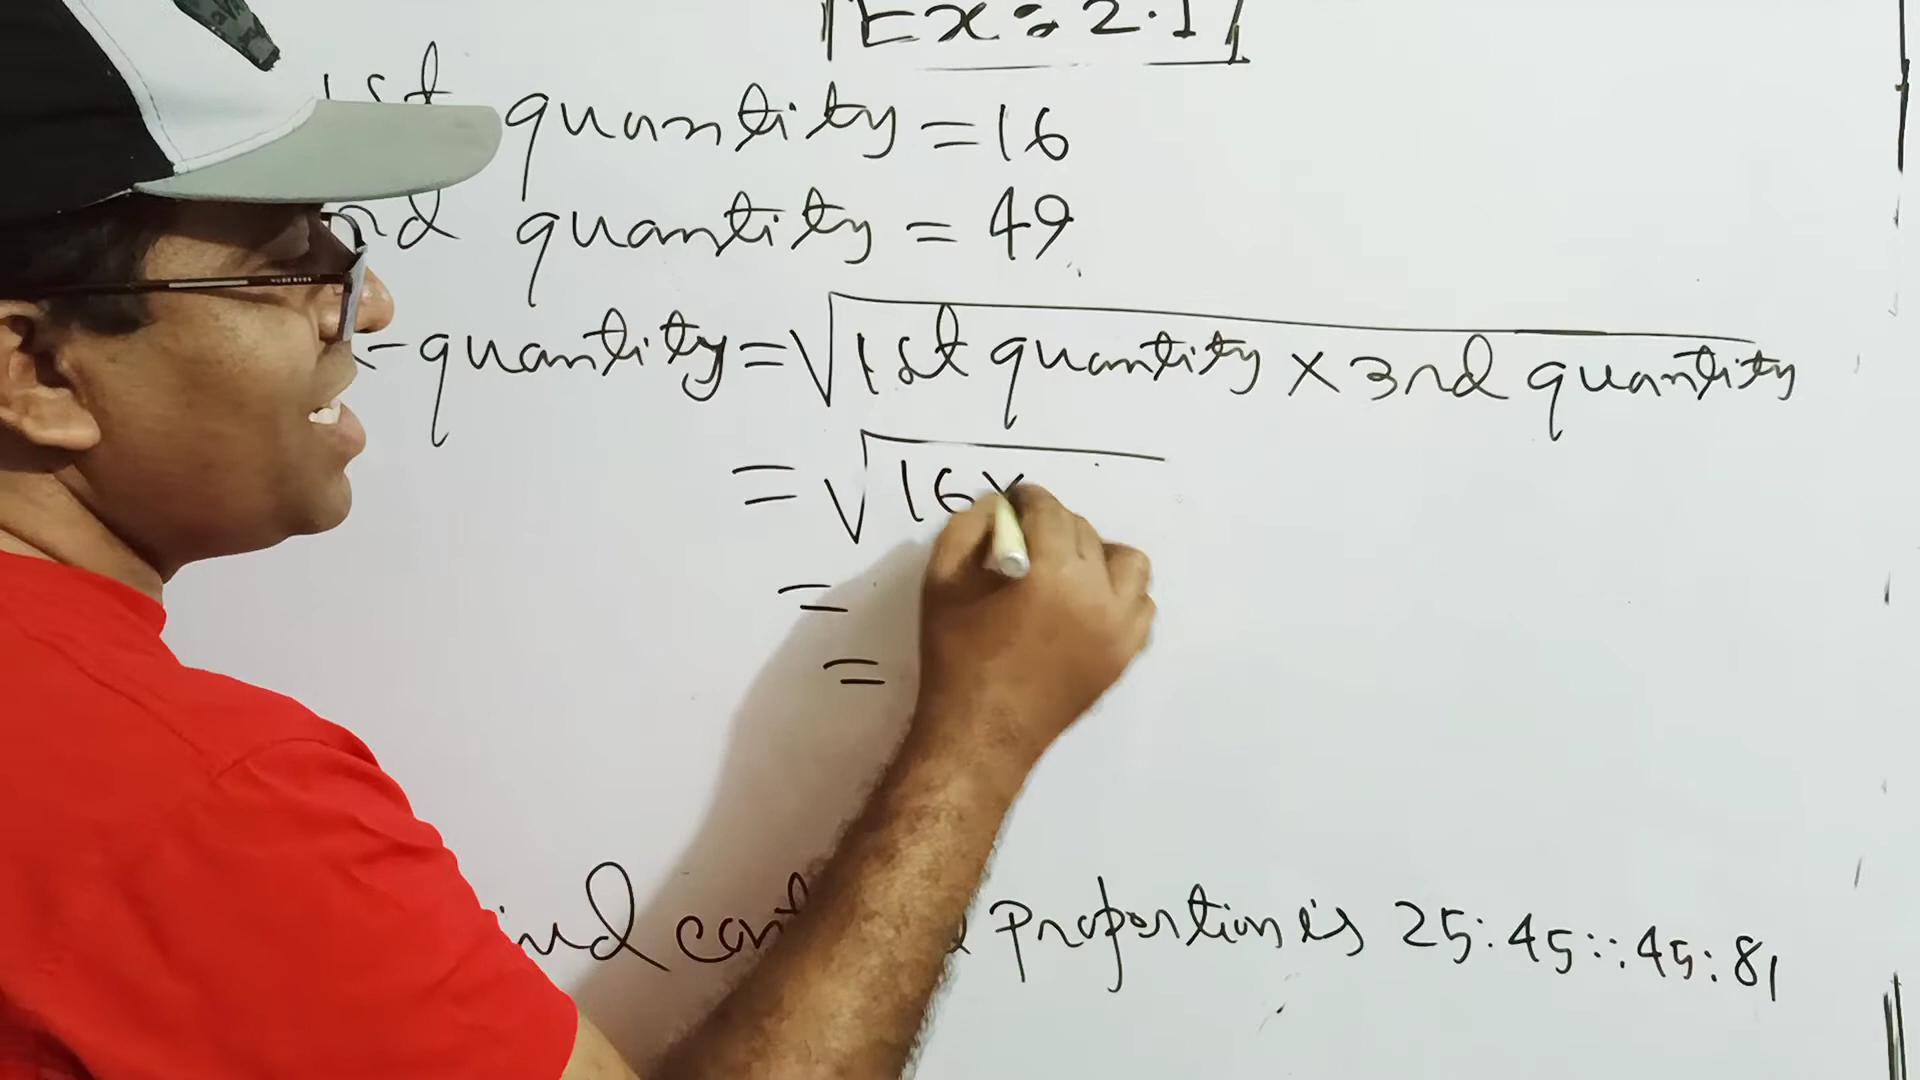 Ex: 2.1
1st quantity = 16
quantity = 49
quantity = √1st quantity × 3rd quantity
= √16×
=
=
proportion is 25:45::45:81